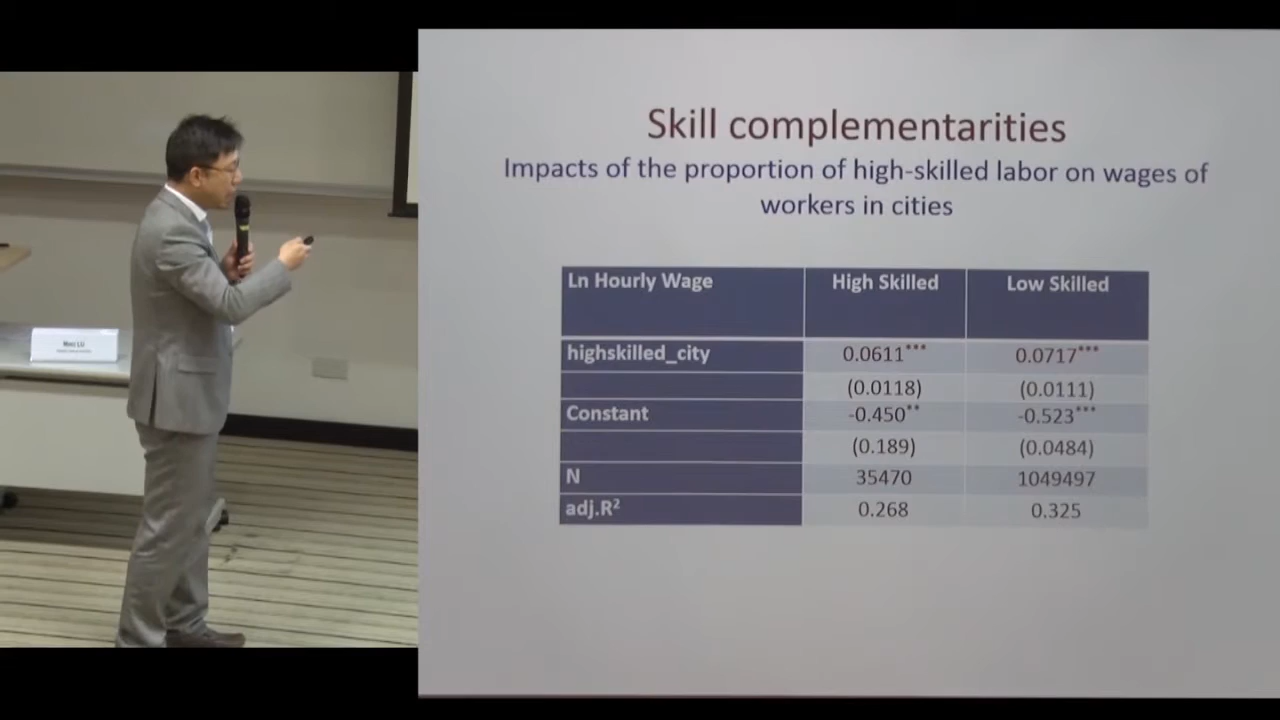 Skill complementarities
Impacts of the proportion of high-skilled labor on wages of
workers in cities
Ln Hourly Wage High Skilled Low Skilled
highskilled_city 0.0611*** 0.0717***
(0.0118) (0.0111)
Constant -0.450** -0.523***
(0.189) (0.0484)
N 35470 1049497
adj.R² 0.268 0.325
LU